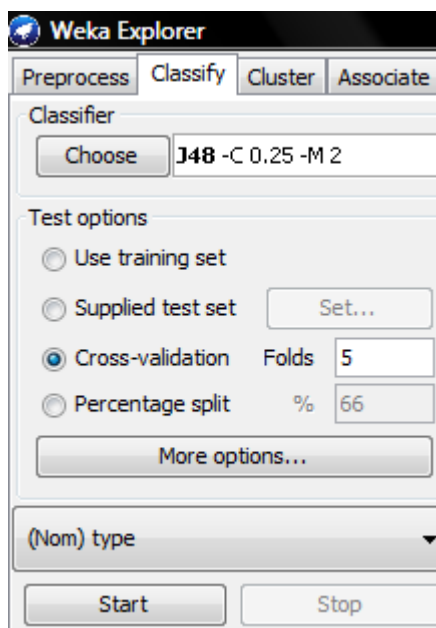 Weka Explorer
Preprocess Classify Cluster Associate
Classifier
Choose J48 -C 0.25 -M 2
Test options
Use training set
Supplied test set Set...
Cross-validation Folds 5
Percentage split % 66
More options...
(Nom) type
Start Stop